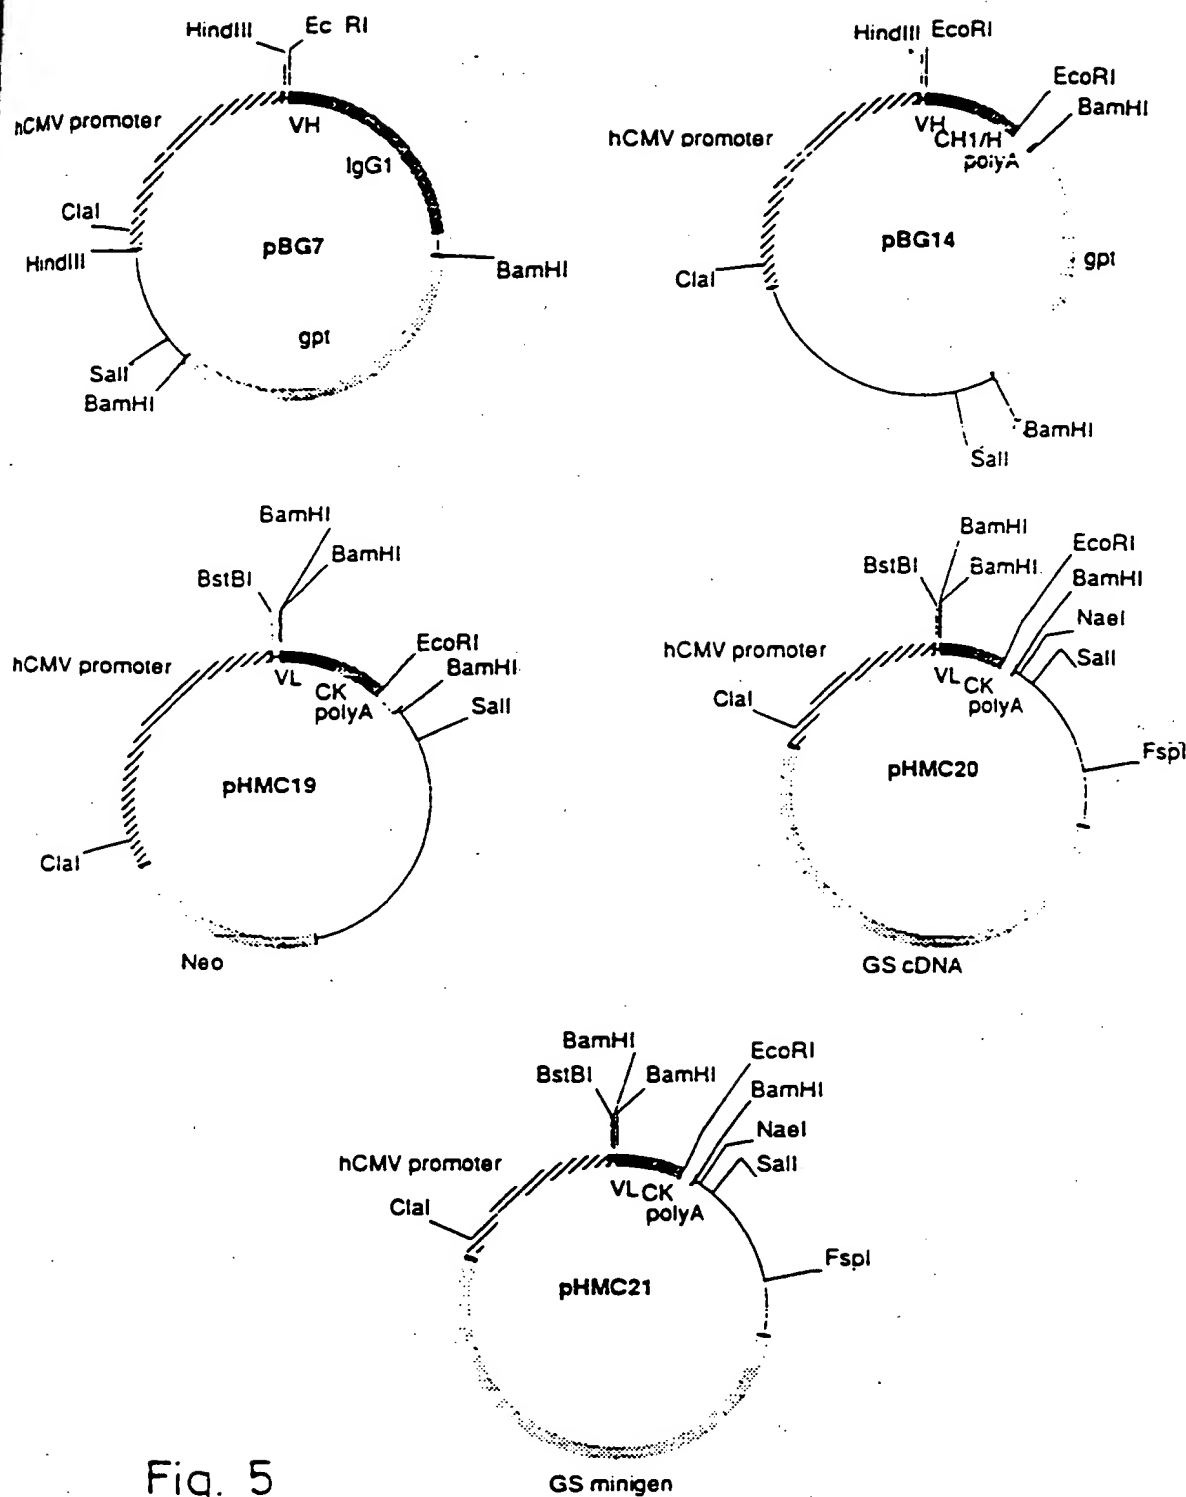 HindIII
Ec RI
hCMV promoter
VH
IgG1
ClaI
HindIII
pBG7
BamHI
gpt
SalI
BamHI
HindIII
EcoRI
EcoRI
BamHI
hCMV promoter
VH
CH1/H
polyA
pBG14
ClaI
gpt
BamHI
SalI
BamHI
BamHI
BstBI
hCMV promoter
EcoRI
BamHI
VL
CK
polyA
SalI
pHMC19
ClaI
Neo
BamHI
EcoRI
BstBI
BamHI
BamHI
NaeI
hCMV promoter
SalI
VL
CK
polyA
ClaI
FspI
pHMC20
GS cDNA
BamHI
EcoRI
BstBI
BamHI
BamHI
NaeI
hCMV promoter
SalI
VL
CK
polyA
ClaI
FspI
pHMC21
GS minigen
Fig. 5